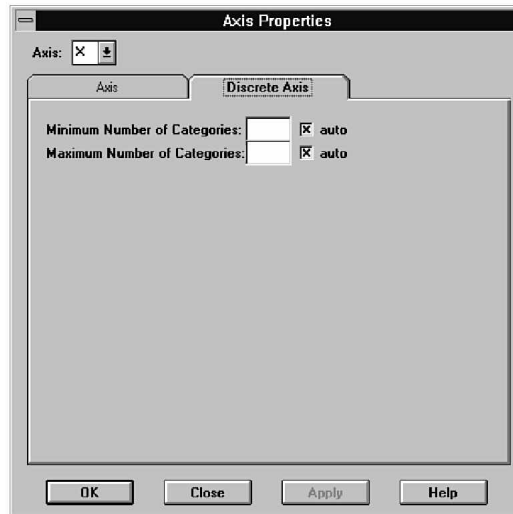 Axis Properties
Axis: X
Axis Discrete Axis
Minimum Number of Categories: auto
Maximum Number of Categories: auto
OK Close Apply Help